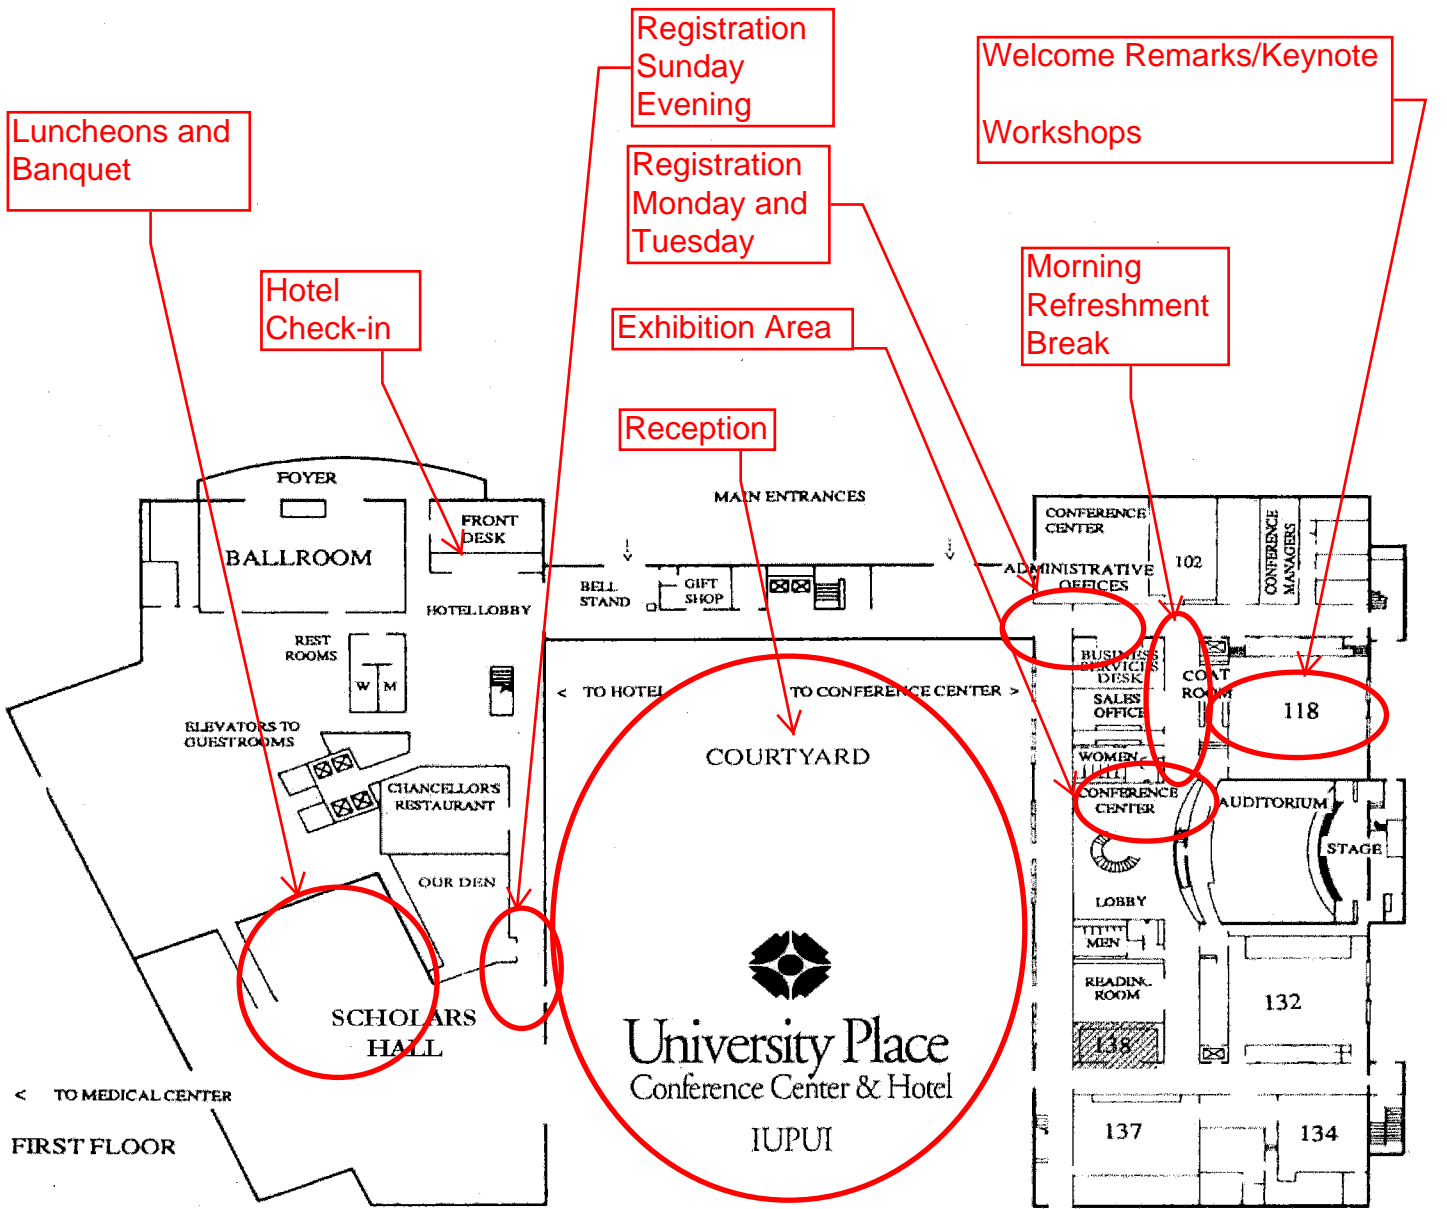 Registration
Sunday
Evening
Welcome Remarks/Keynote
Workshops
Luncheons and
Banquet
Registration
Monday and
Tuesday
Hotel
Check-in
Morning
Refreshment
Break
Exhibition Area
Reception
FOYER
MAIN ENTRANCES
FRONT
DESK
BALLROOM
CONFERENCE
CENTER
CONFERENCE
MANAGERS
102
ADMINISTRATIVE
OFFICES
BELL
STAND
GIFT
SHOP
HOTEL LOBBY
REST
ROOMS
W M
BUSINESS
SERVICES
DESK
COAT
ROOM
< TO HOTEL
TO CONFERENCE CENTER >
SALES
OFFICE
118
ELEVATORS TO
GUESTROOMS
COURTYARD
WOMEN
CHANCELLOR'S
RESTAURANT
CONFERENCE
CENTER
AUDITORIUM
STAGE
OUR DEN
LOBBY
MEN
READING
ROOM
132
SCHOLARS
HALL
University Place
Conference Center & Hotel
IUPUI
138
< TO MEDICAL CENTER
FIRST FLOOR
137
134